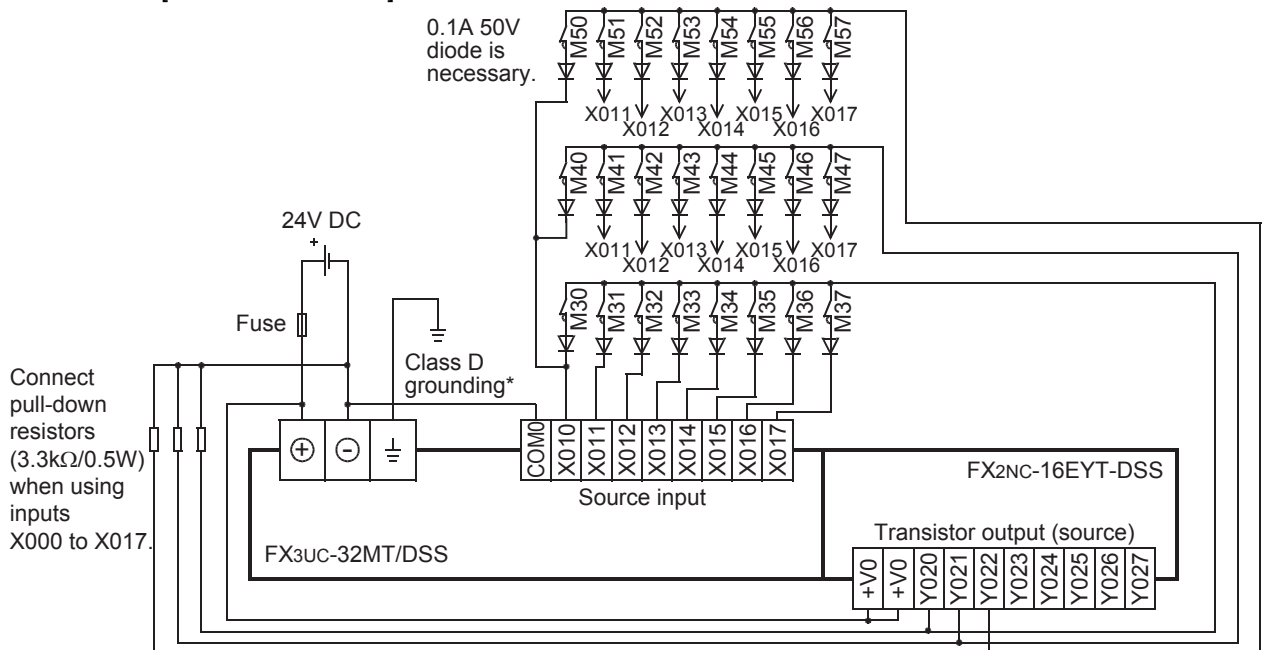 0.1A 50V
diode is
necessary.
M50 M51 M52 M53 M54 M55 M56 M57
X011 X012 X013 X014 X015 X016 X017
M40 M41 M42 M43 M44 M45 M46 M47
X011 X012 X013 X014 X015 X016 X017
M30 M31 M32 M33 M34 M35 M36 M37
24V DC
+
Fuse
Class D
grounding*
Connect
pull-down
resistors
(3.3kΩ/0.5W)
when using
inputs
X000 to X017.
+ -
COM0 X010 X011 X012 X013 X014 X015 X016 X017
Source input
FX3UC-32MT/DSS
FX2NC-16EYT-DSS
Transistor output (source)
+V0 +V0 Y020 Y021 Y022 Y023 Y024 Y025 Y026 Y027